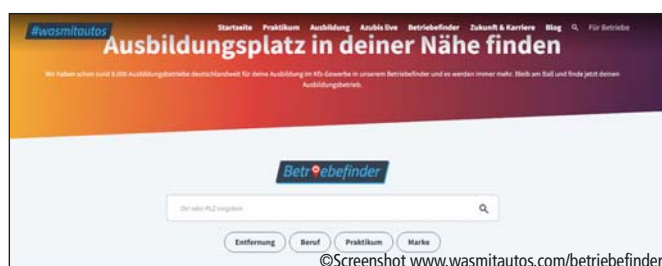 #wasmitautos
Startseite Praktikum Ausbildung Azubis live Betriebefinder Zukunft & Karriere Blog Für Betriebe
Ausbildungsplatz in deiner Nähe finden
Wir haben schon rund 8.000 Ausbildungsbetriebe deutschlandweit für deine Ausbildung im Kfz-Gewerbe in unserem Betriebefinder und es werden immer mehr. Bleib am Ball und finde jetzt deinen
Ausbildungsbetrieb.
Betriebefinder
Ort oder PLZ eingeben
Entfernung Beruf Praktikum Marke
©Screenshot www.wasmitautos.com/betriebefinder